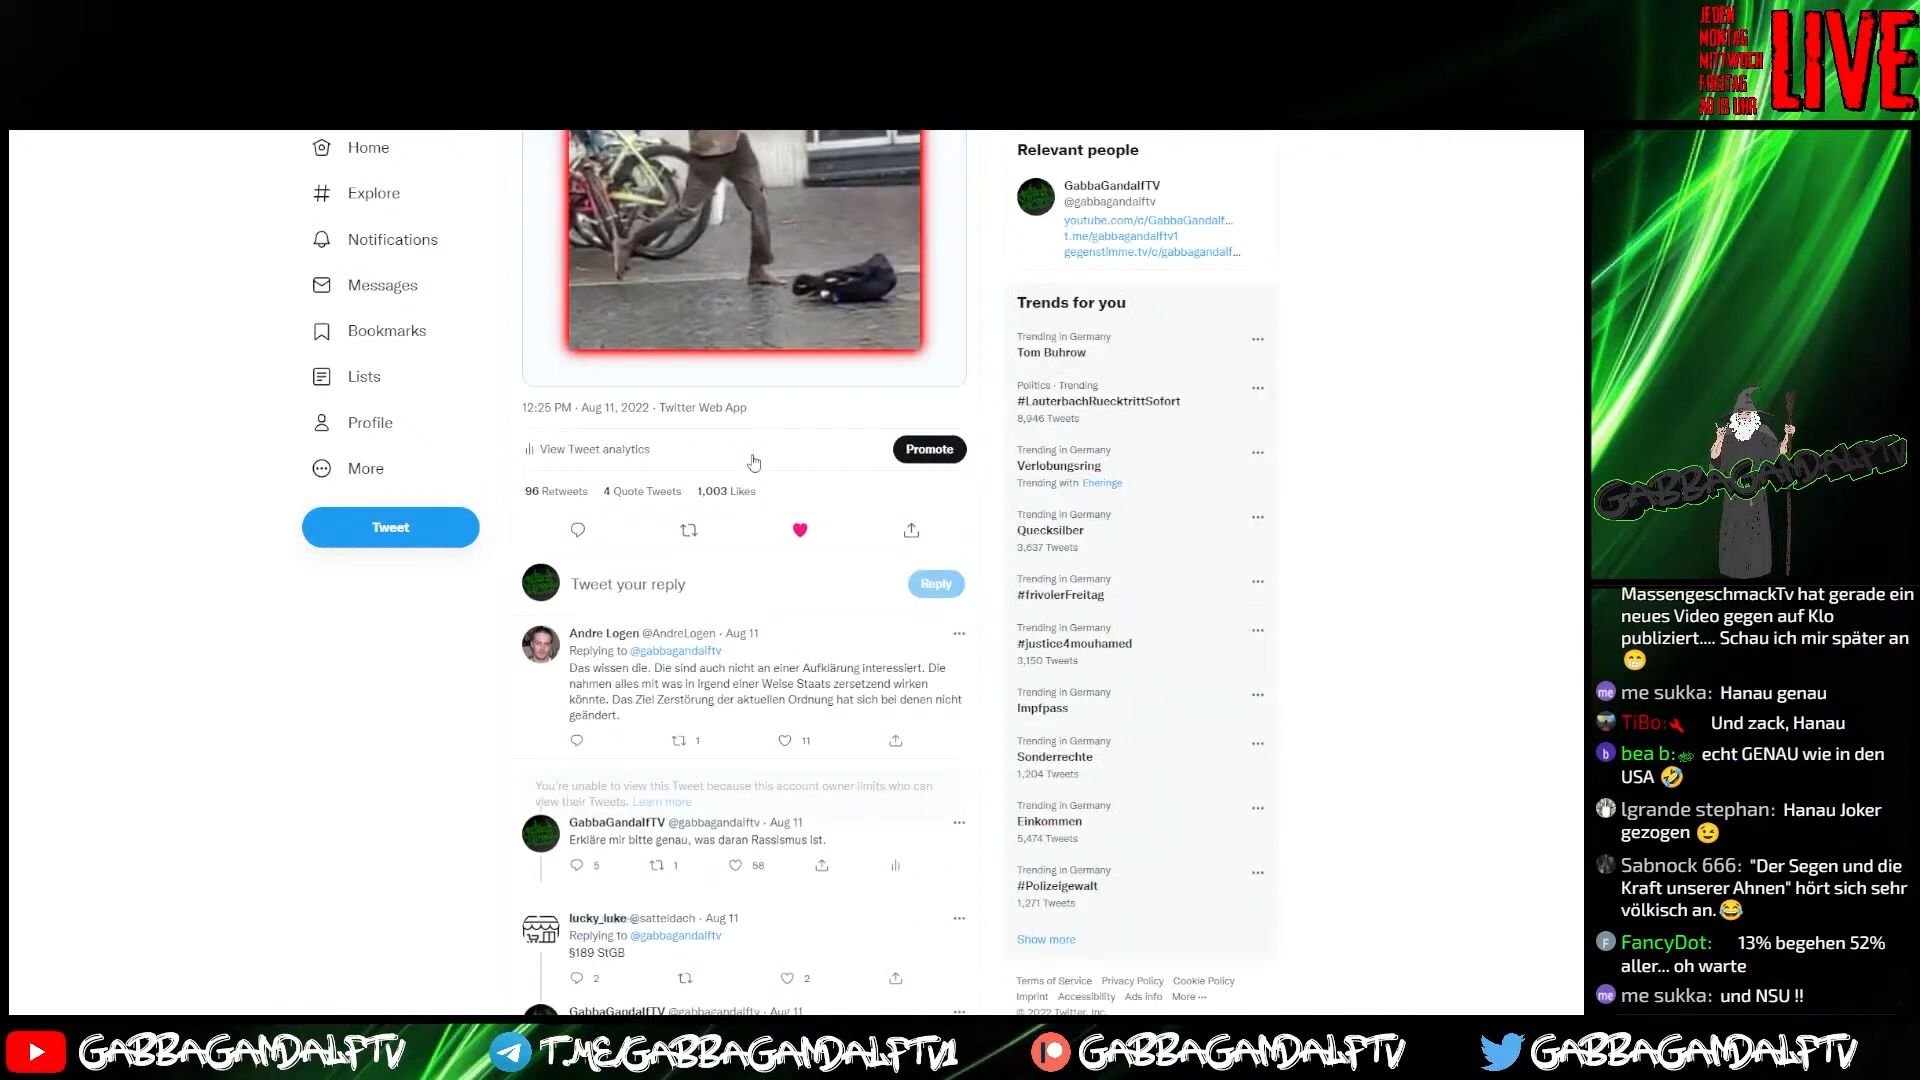 JEDEN
MONTAG
MITTWOCH
FREITAG
AB 18 UHR
LIVE
Home
Explore
Notifications
Messages
Bookmarks
Lists
Profile
More
Tweet
12:25 PM · Aug 11, 2022 · Twitter Web App
View Tweet analytics
Promote
96 Retweets 4 Quote Tweets 1,003 Likes
Tweet your reply
Reply
Andre Logen @AndreLogen · Aug 11
Replying to @gabbagandalftv
Das wissen die. Die sind auch nicht an einer Aufklärung interessiert. Die
nahmen alles mit was in irgend einer Weise Staats zersetzend wirken
könnte. Das Ziel Zerstörung der aktuellen Ordnung hat sich bei denen nicht
geändert.
1 11
You're unable to view this Tweet because this account owner limits who can
view their Tweets. Learn more
GabbaGandalfTV @gabbagandalftv · Aug 11
Erkläre mir bitte genau, was daran Rassismus ist.
5 1 58
lucky_luke @satteldach · Aug 11
Replying to @gabbagandalftv
§189 StGB
2 2
GabbaGandalfTV @gabbagandalftv · Aug 11
Relevant people
GabbaGandalfTV
@gabbagandalftv
youtube.com/c/GabbaGandalf...
t.me/gabbagandalftv1
gegenstimme.tv/c/gabbagandalf...
Trends for you
Trending in Germany
Tom Buhrow
Politics · Trending
#LauterbachRuecktrittSofort
8,946 Tweets
Trending in Germany
Verlobungsring
Trending with Eheringe
Trending in Germany
Quecksilber
3,637 Tweets
Trending in Germany
#frivolerFreitag
Trending in Germany
#justice4mouhamed
3,150 Tweets
Trending in Germany
Impfpass
Trending in Germany
Sonderrechte
1,204 Tweets
Trending in Germany
Einkommen
5,474 Tweets
Trending in Germany
#Polizeigewalt
1,271 Tweets
Show more
Terms of Service Privacy Policy Cookie Policy
Imprint Accessibility Ads info More ···
© 2022 Twitter, Inc.
GABBAGANDALFTV
MassengeschmackTv hat gerade ein
neues Video gegen auf Klo
publiziert.... Schau ich mir später an
😁
me sukka: Hanau genau
TiBo: Und zack, Hanau
bea b: echt GENAU wie in den
USA 🤣
lgrande stephan: Hanau Joker
gezogen 😉
Sabnock 666: "Der Segen und die
Kraft unserer Ahnen" hört sich sehr
völkisch an.😂
FancyDot: 13% begehen 52%
aller... oh warte
me sukka: und NSU !!
GABBAGANDALFTV
T.ME/GABBAGANDALFTV1
GABBAGANDALFTV
GABBAGANDALFTV